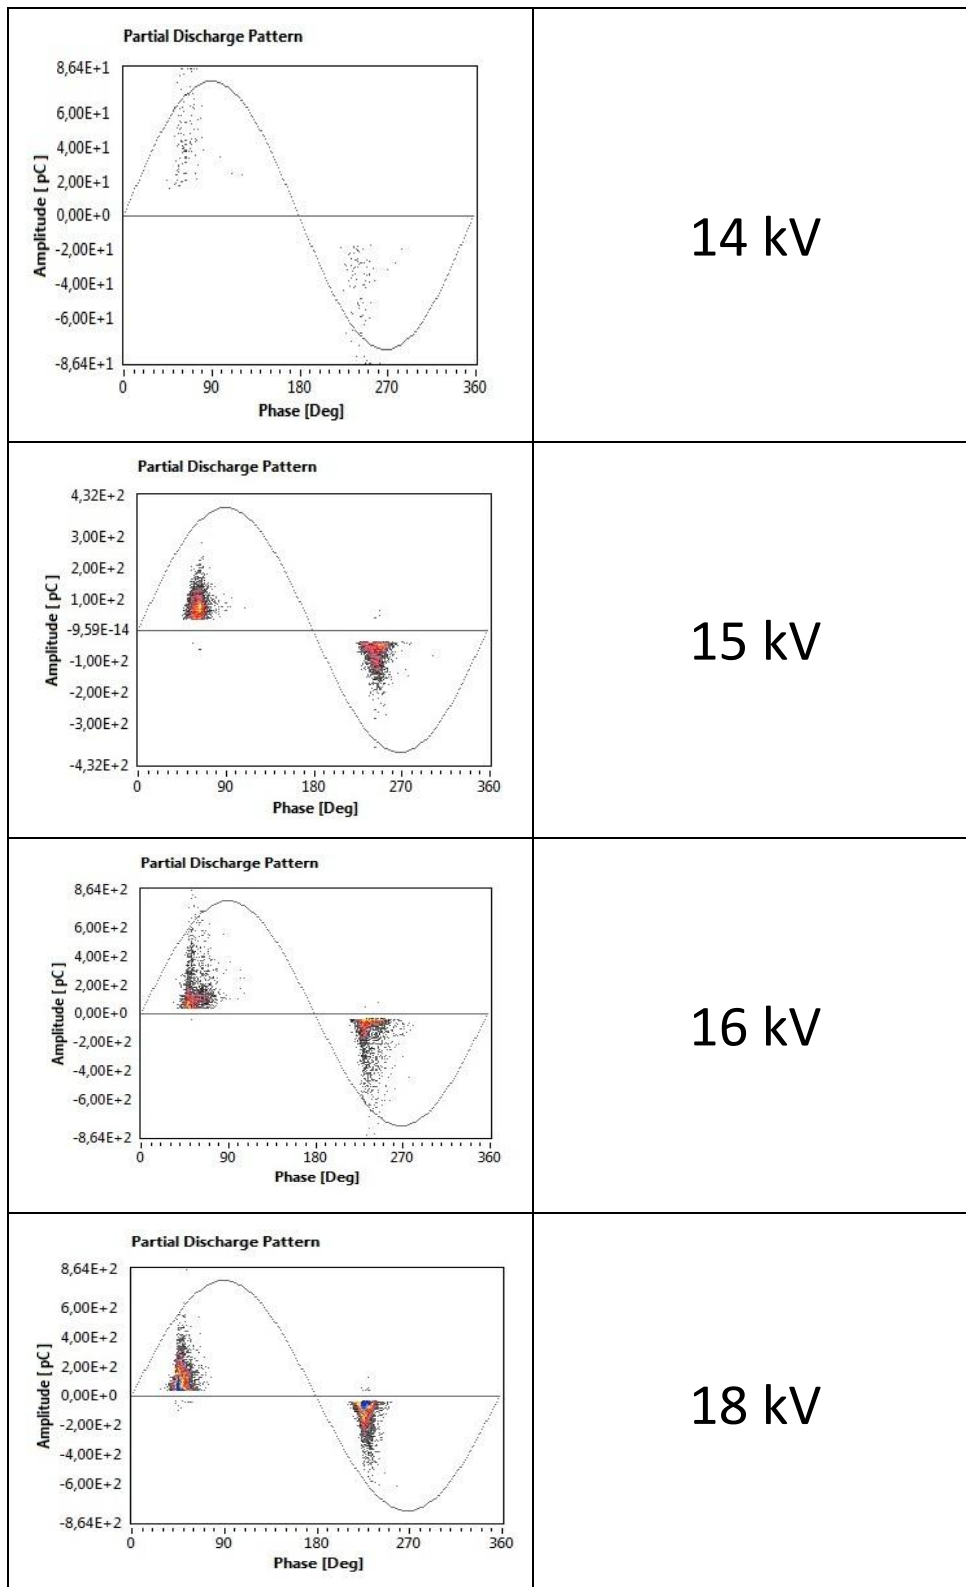 Partial Discharge Pattern
8,64E+1
6,00E+1
4,00E+1
2,00E+1
0,00E+0
-2,00E+1
-4,00E+1
-6,00E+1
-8,64E+1
Amplitude [ pC ]
0 90 180 270 360
Phase [Deg]
14 kV
Partial Discharge Pattern
4,32E+2
3,00E+2
2,00E+2
1,00E+2
-9,59E-14
-1,00E+2
-2,00E+2
-3,00E+2
-4,32E+2
Amplitude [ pC]
0 90 180 270 360
Phase [Deg]
15 kV
Partial Discharge Pattern
8,64E+2
6,00E+2
4,00E+2
2,00E+2
0,00E+0
-2,00E+2
-4,00E+2
-6,00E+2
-8,64E+2
Amplitude [ pC]
0 90 180 270 360
Phase [Deg]
16 kV
Partial Discharge Pattern
8,64E+2
6,00E+2
4,00E+2
2,00E+2
0,00E+0
-2,00E+2
-4,00E+2
-6,00E+2
-8,64E+2
Amplitude [ pC]
0 90 180 270 360
Phase [Deg]
18 kV